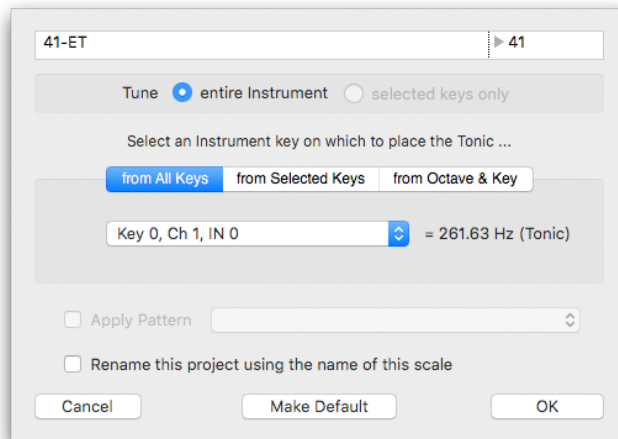 41-ET 41
Tune entire Instrument selected keys only
Select an Instrument key on which to place the Tonic ...
from All Keys from Selected Keys from Octave & Key
Key 0, Ch 1, IN 0 = 261.63 Hz (Tonic)
Apply Pattern
Rename this project using the name of this scale
Cancel Make Default OK